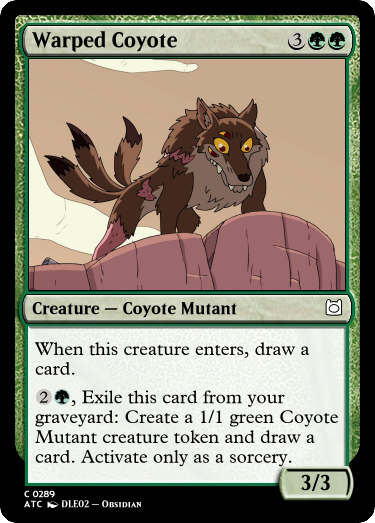 Warped Coyote 3
Creature — Coyote Mutant
When this creature enters, draw a
card.
2, Exile this card from your
graveyard: Create a 1/1 green Coyote
Mutant creature token and draw a
card. Activate only as a sorcery.
3/3
C 0289
ATC DLE02 – Obsidian